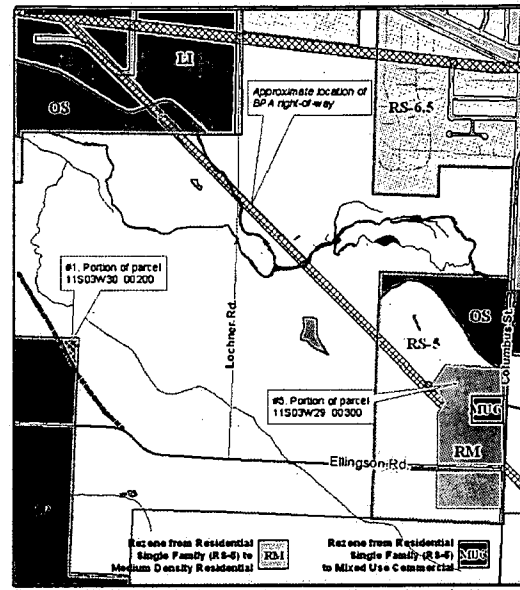 LI
OS
Approximate location of
BPA right-of-way
RS-6.5
#1. Portion of parcel
11S03W30 00200
Lochner Rd.
OS
RS-5
Columbus St.
#5. Portion of parcel
11S03W29 00300
MUC
RM
Ellingson Rd.
Rezone from Residential
Single Family (RS-5) to
Medium Density Residential
RM
Rezone from Residential
Single Family (RS-5)
to Mixed Use Commercial
MUC